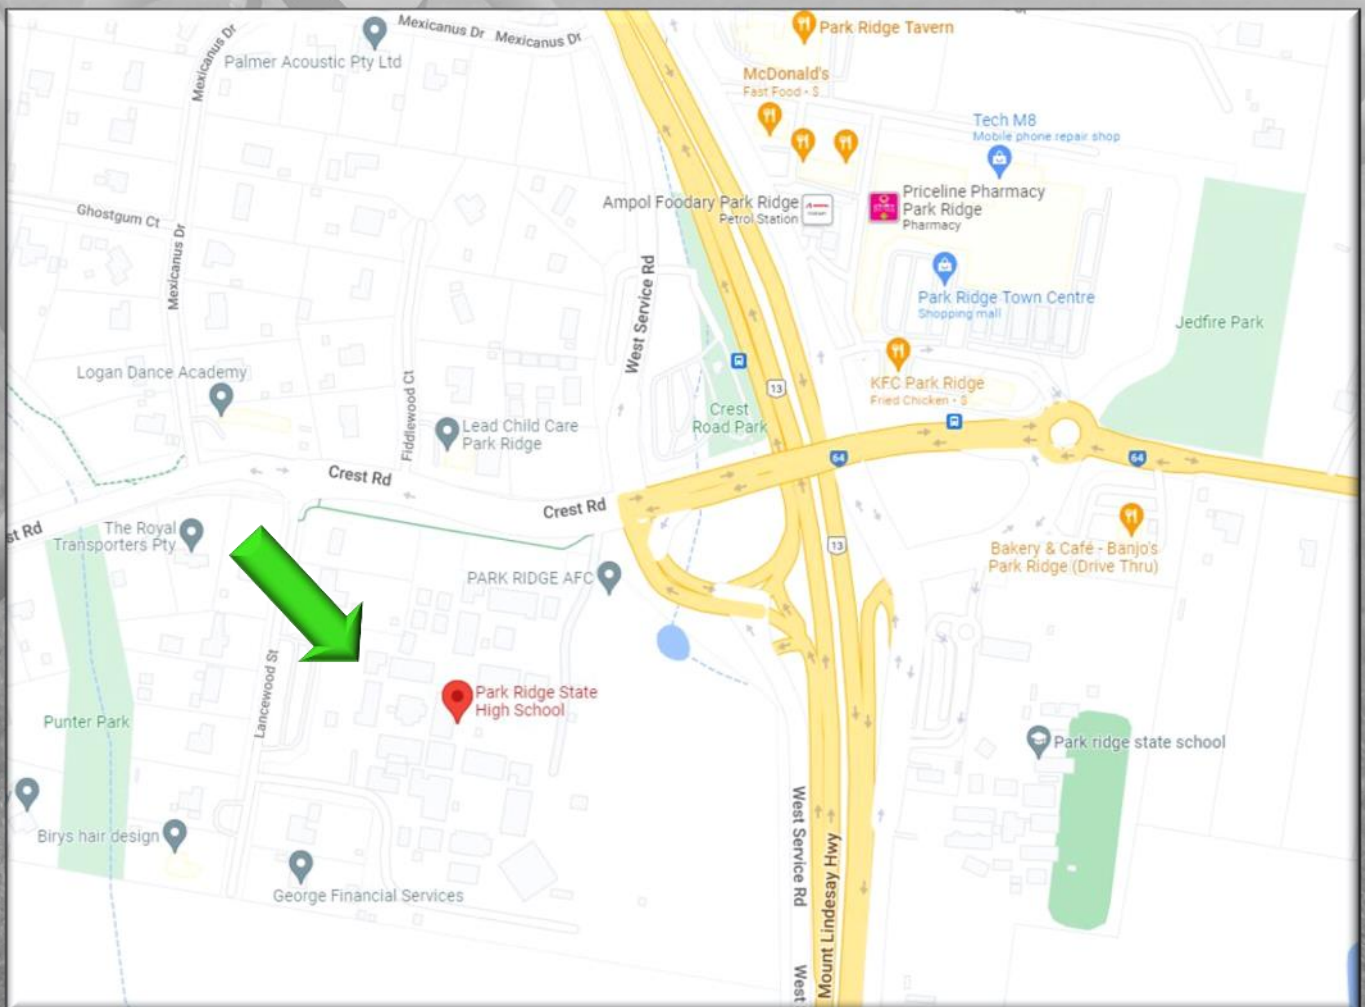 Mexicanus Dr
Mexicanus Dr
Mexicanus Dr
Park Ridge Tavern
Palmer Acoustic Pty Ltd
McDonald's
Fast Food · $
Tech M8
Mobile phone repair shop
Ampol Foodary Park Ridge
Petrol Station
Priceline Pharmacy
Park Ridge
Pharmacy
Ghostgum Ct
Mexicanus Dr
West Service Rd
Park Ridge Town Centre
Shopping mall
Jedfire Park
Logan Dance Academy
Fiddlewood Ct
13
KFC Park Ridge
Fried Chicken · $
Crest
Road Park
Lead Child Care
Park Ridge
64
64
Crest Rd
Crest Rd
st Rd
The Royal
Transporters Pty
13
Bakery & Café - Banjo's
Park Ridge (Drive Thru)
PARK RIDGE AFC
Lancewood St
Park Ridge State
High School
Punter Park
Park ridge state school
West Service Rd
Mount Lindesay Hwy
Birys hair design
George Financial Services
West